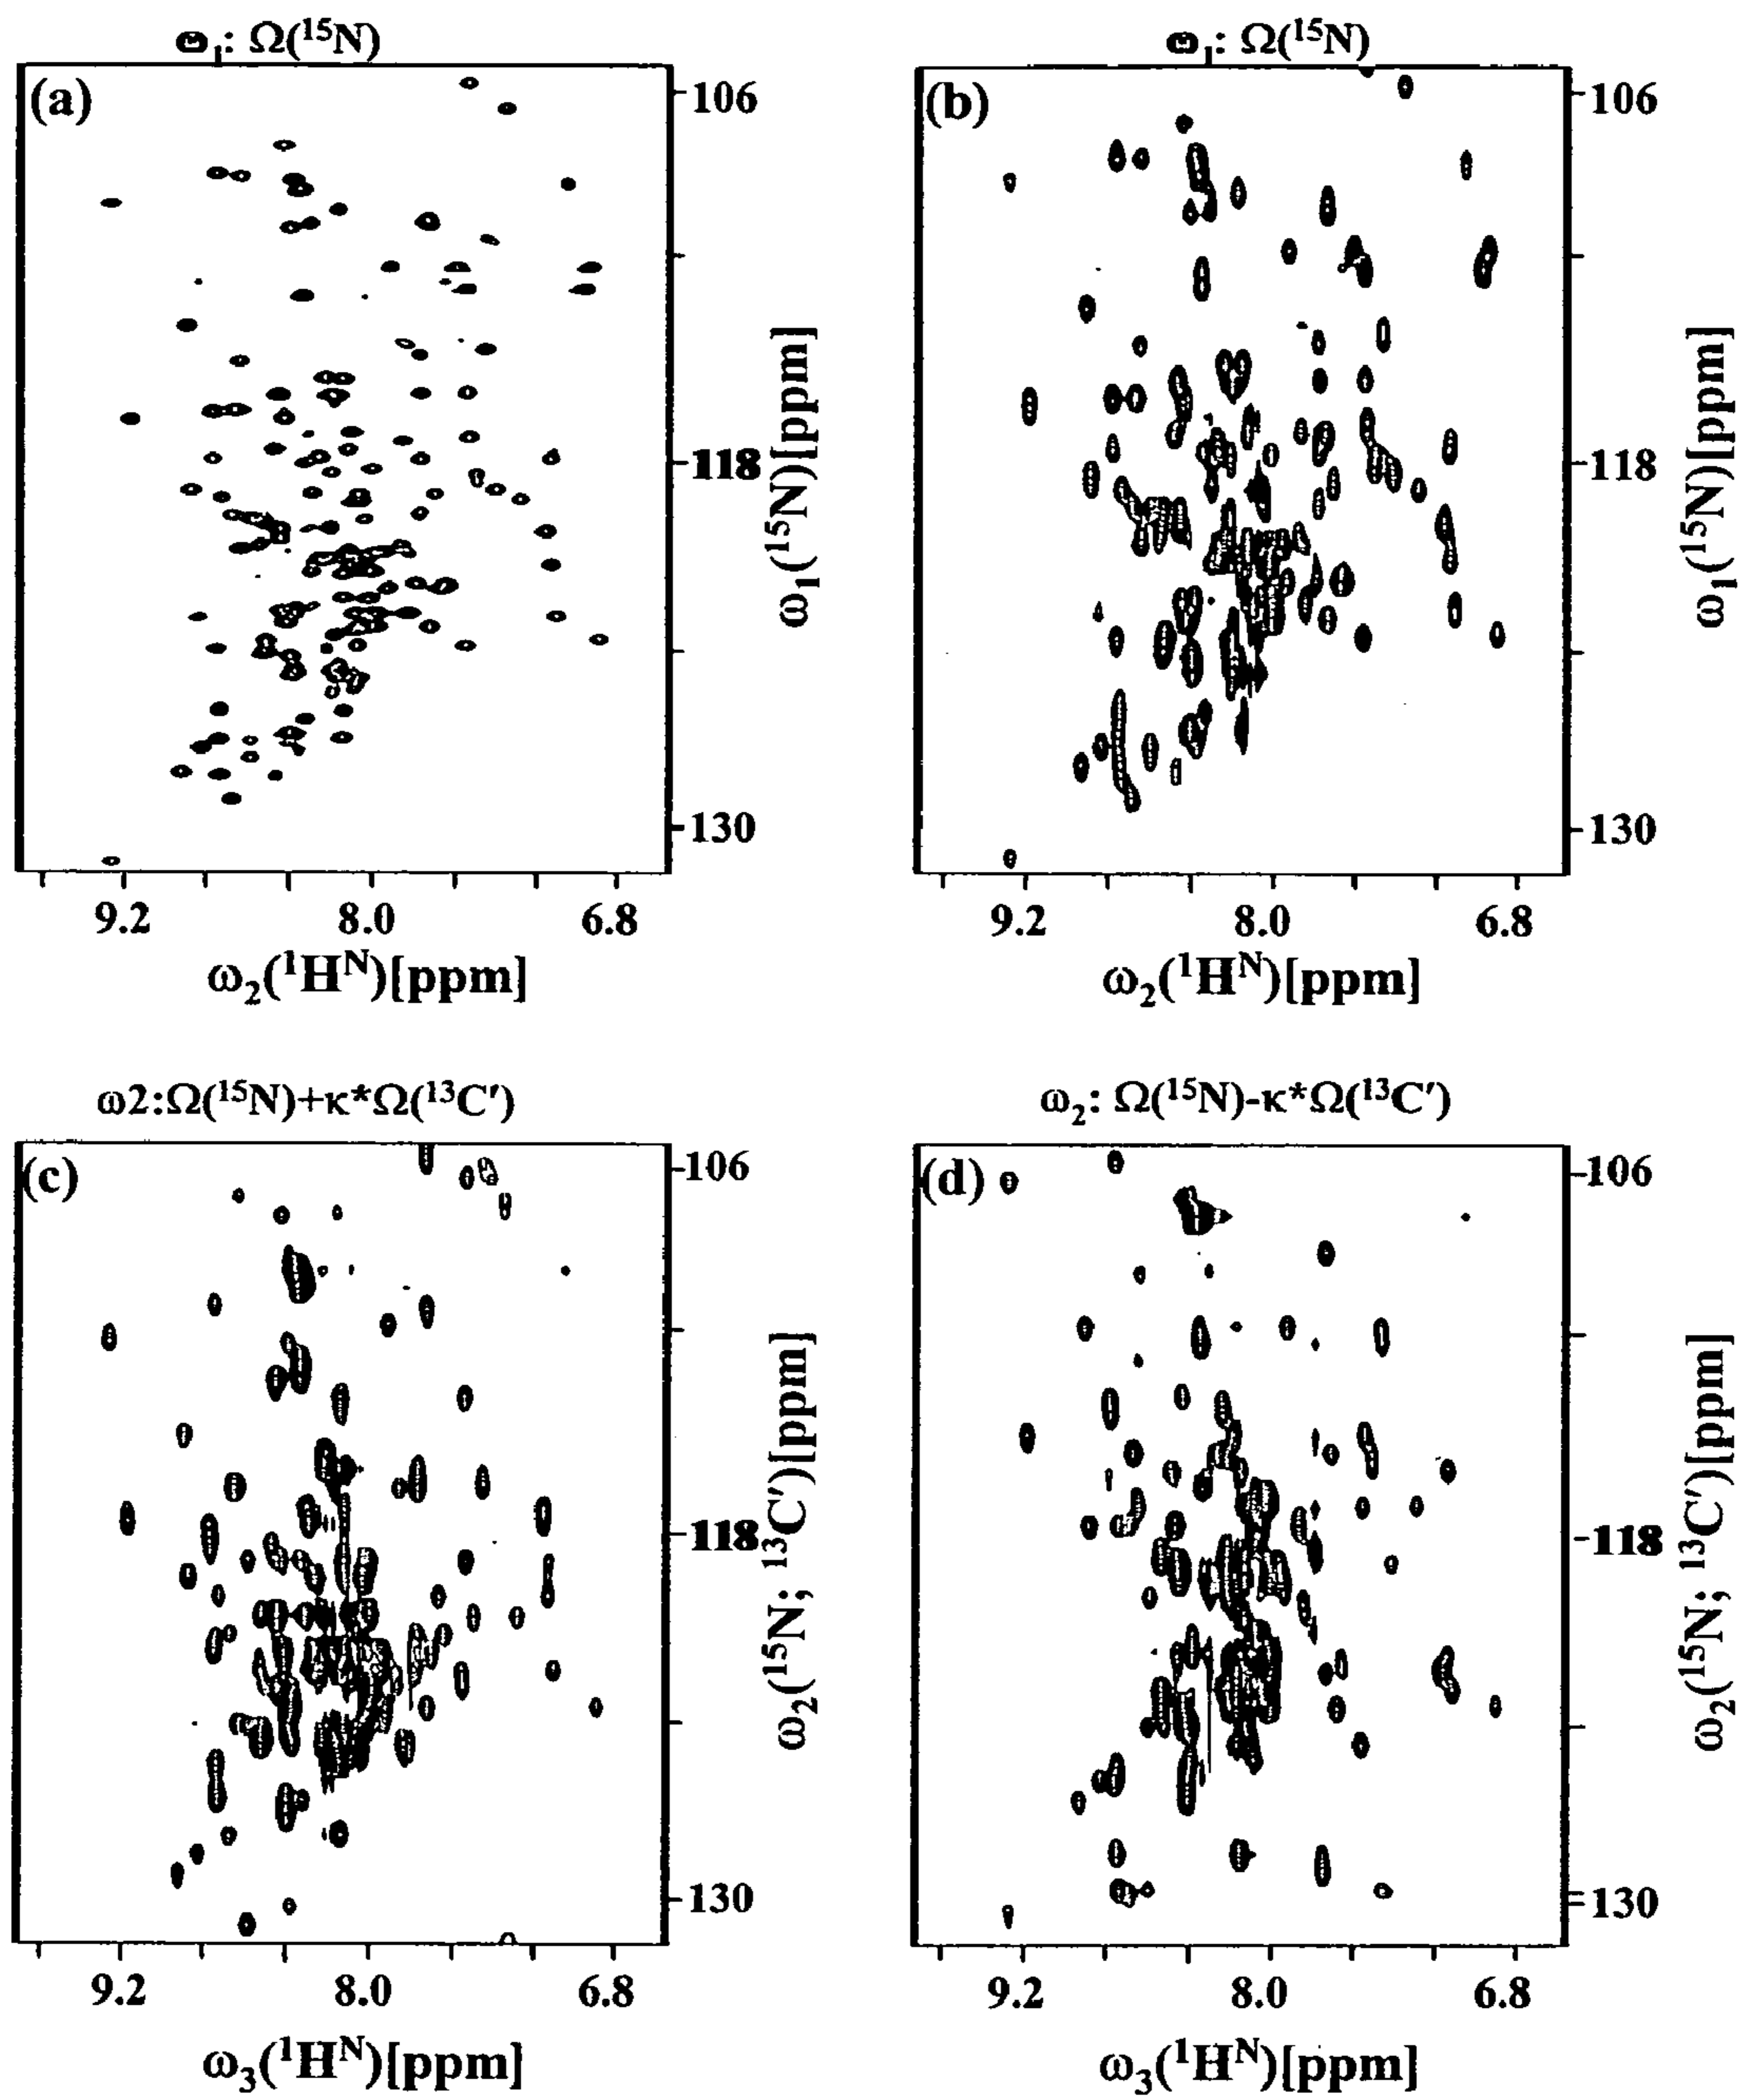 ω₁: Ω(¹⁵N)
(a)
106
118
130
ω₁(¹⁵N)[ppm]
9.2 8.0 6.8
ω₂(¹Hᴺ)[ppm]
ω₁: Ω(¹⁵N)
(b)
106
118
130
ω₁(¹⁵N)[ppm]
9.2 8.0 6.8
ω₂(¹Hᴺ)[ppm]
ω2:Ω(¹⁵N)+κ*Ω(¹³C′)
(c)
106
118
130
ω₂(¹⁵N; ¹³C′)[ppm]
9.2 8.0 6.8
ω₃(¹Hᴺ)[ppm]
ω₂: Ω(¹⁵N)-κ*Ω(¹³C′)
(d)
106
118
130
ω₂(¹⁵N; ¹³C′)[ppm]
9.2 8.0 6.8
ω₃(¹Hᴺ)[ppm]